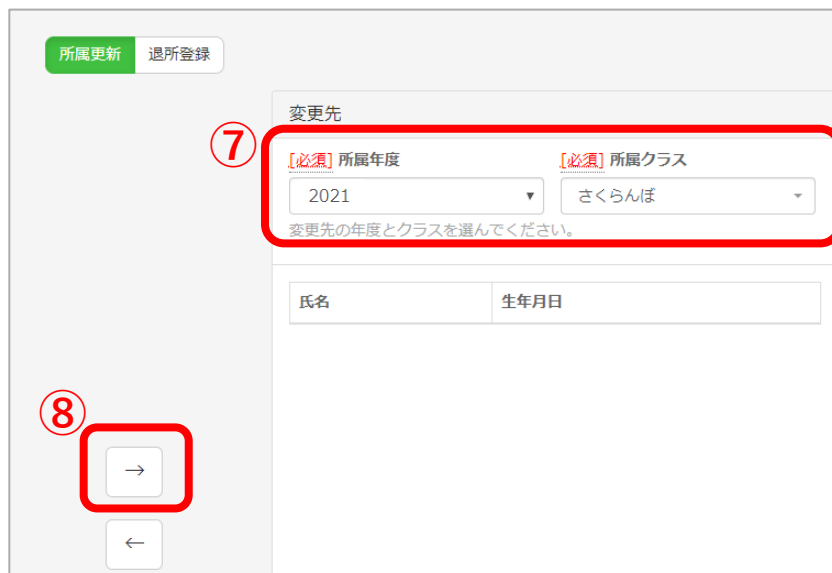 所属更新 退所登録
変更先
⑦
[必須] 所属年度 [必須] 所属クラス
2021 さくらんぼ
変更先の年度とクラスを選んでください。
氏名 生年月日
⑧
→
←